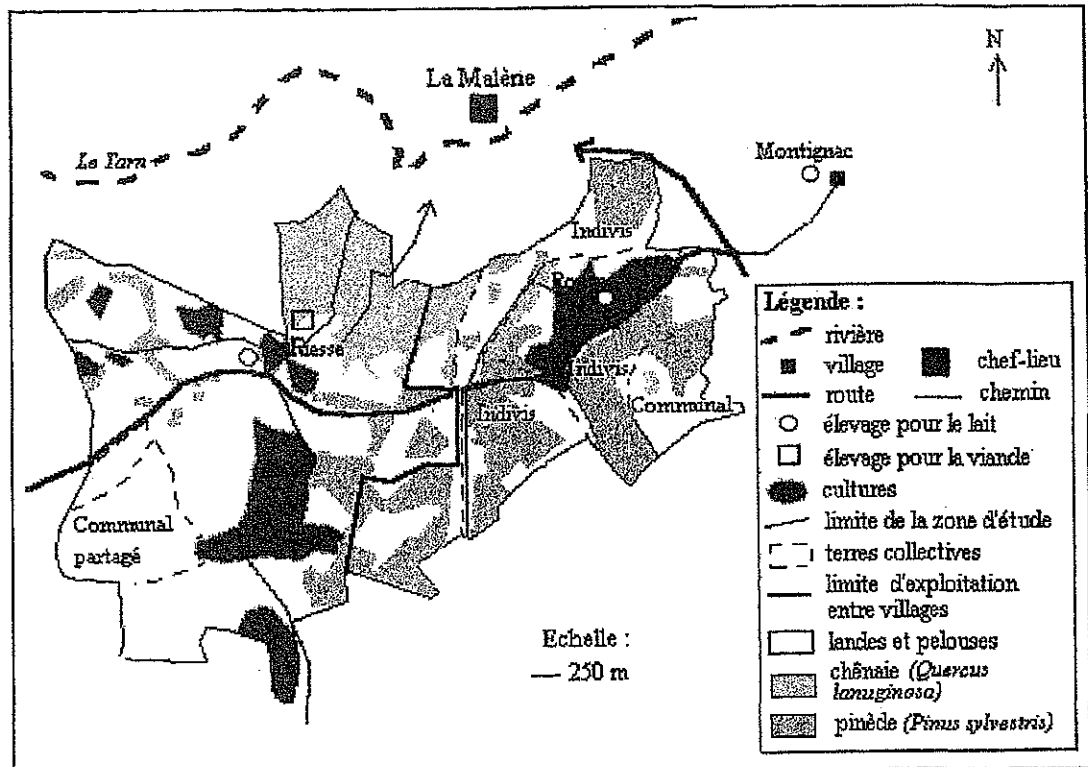 N
La Malène
Le Tarn
Montignac
Indivis
Rieisse
Indivis
Communal
Indivis
Communal
partagé
Echelle :
250 m
Légende :
rivière
village
chef-lieu
route
chemin
élevage pour le lait
élevage pour la viande
cultures
limite de la zone d'étude
terres collectives
limite d'exploitation
entre villages
landes et pelouses
chênaie (Quercus
lanuginosa)
pinède (Pinus sylvestris)